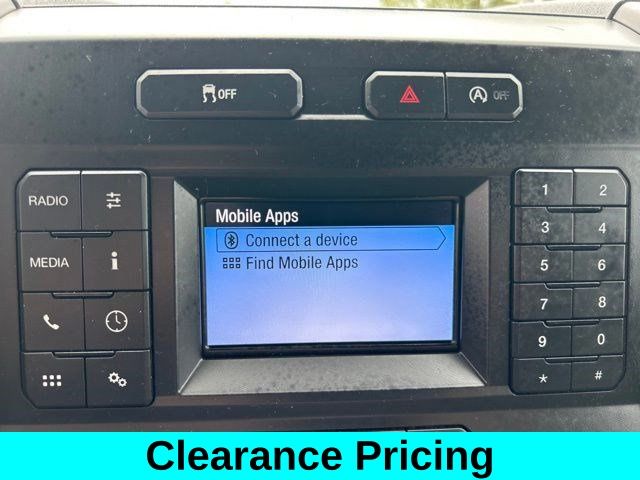 OFF
A OFF
RADIO
MEDIA
i
Mobile Apps
Connect a device
Find Mobile Apps
1 2
3 4
5 6
7 8
9 0
* #
Clearance Pricing